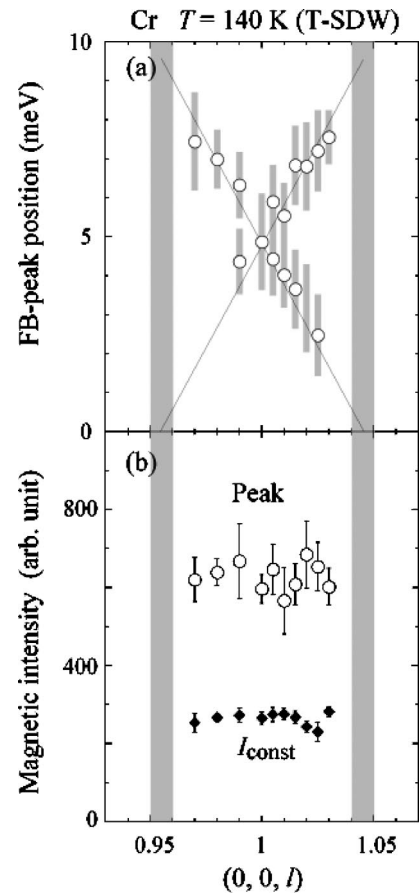 Cr T = 140 K (T-SDW)
10
(a)
FB-peak position (meV)
5
0
(b)
Peak
800
Magnetic intensity (arb. unit)
400
Iconst
0
0.95 1 1.05
(0, 0, l)